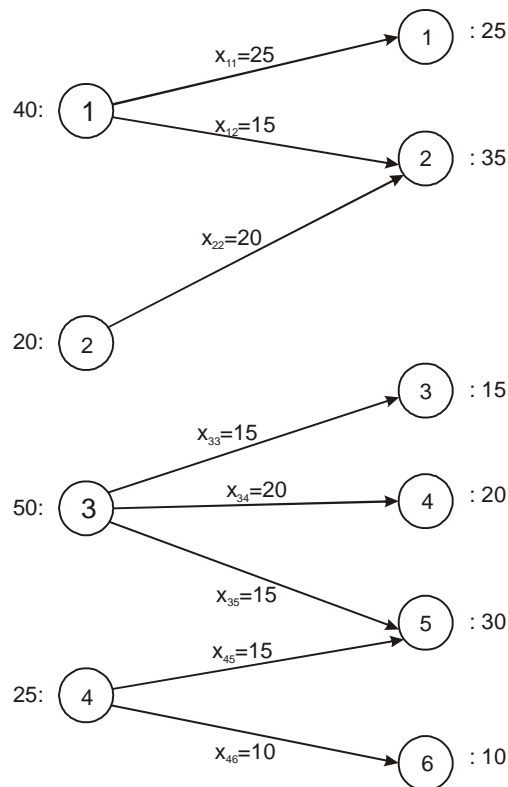 1 : 25
x₁₁=25
40: 1
x₁₂=15
2 : 35
x₂₂=20
20: 2
3 : 15
x₃₃=15
x₃₄=20
50: 3
4 : 20
x₃₅=15
5 : 30
x₄₅=15
25: 4
x₄₆=10
6 : 10